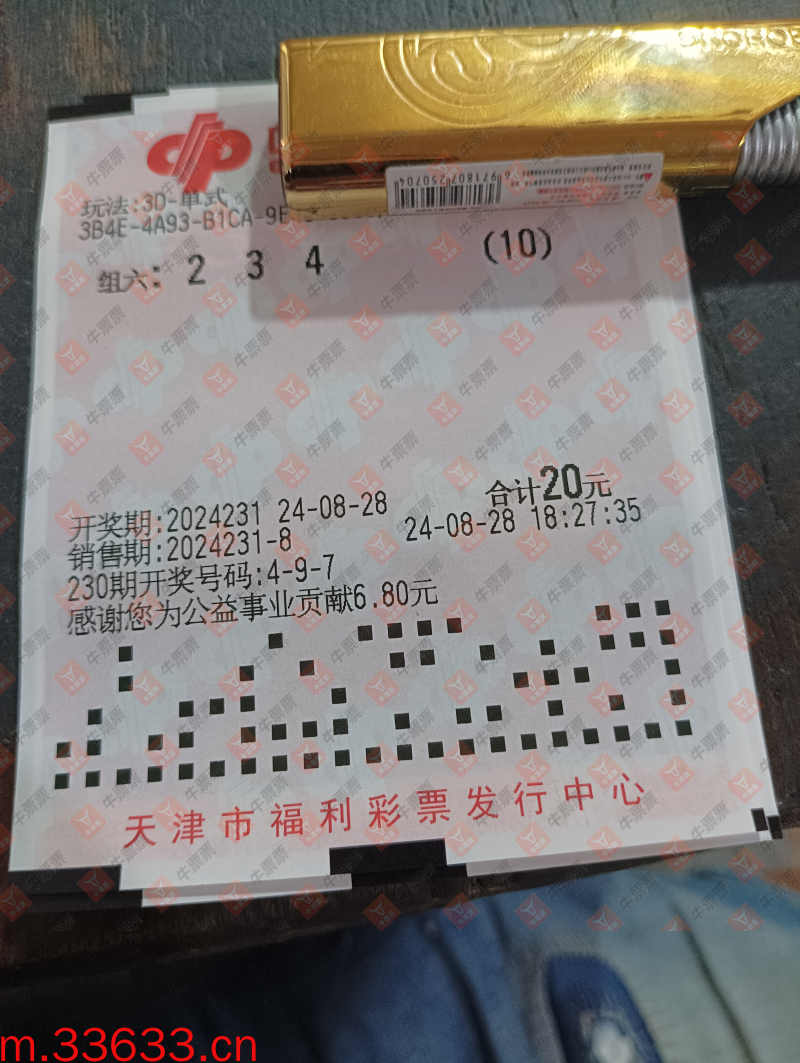 玩法:3D-单式
3B4E-4A93-B1CA-9E
组六: 2 3 4 (10)
合计20元
开奖期:2024231 24-08-28
销售期:2024231-8 24-08-28 18:27:35
230期开奖号码:4-9-7
感谢您为公益事业贡献6.80元
天津市福利彩票发行中心
9718072250704
牛票票
m.33633.cn